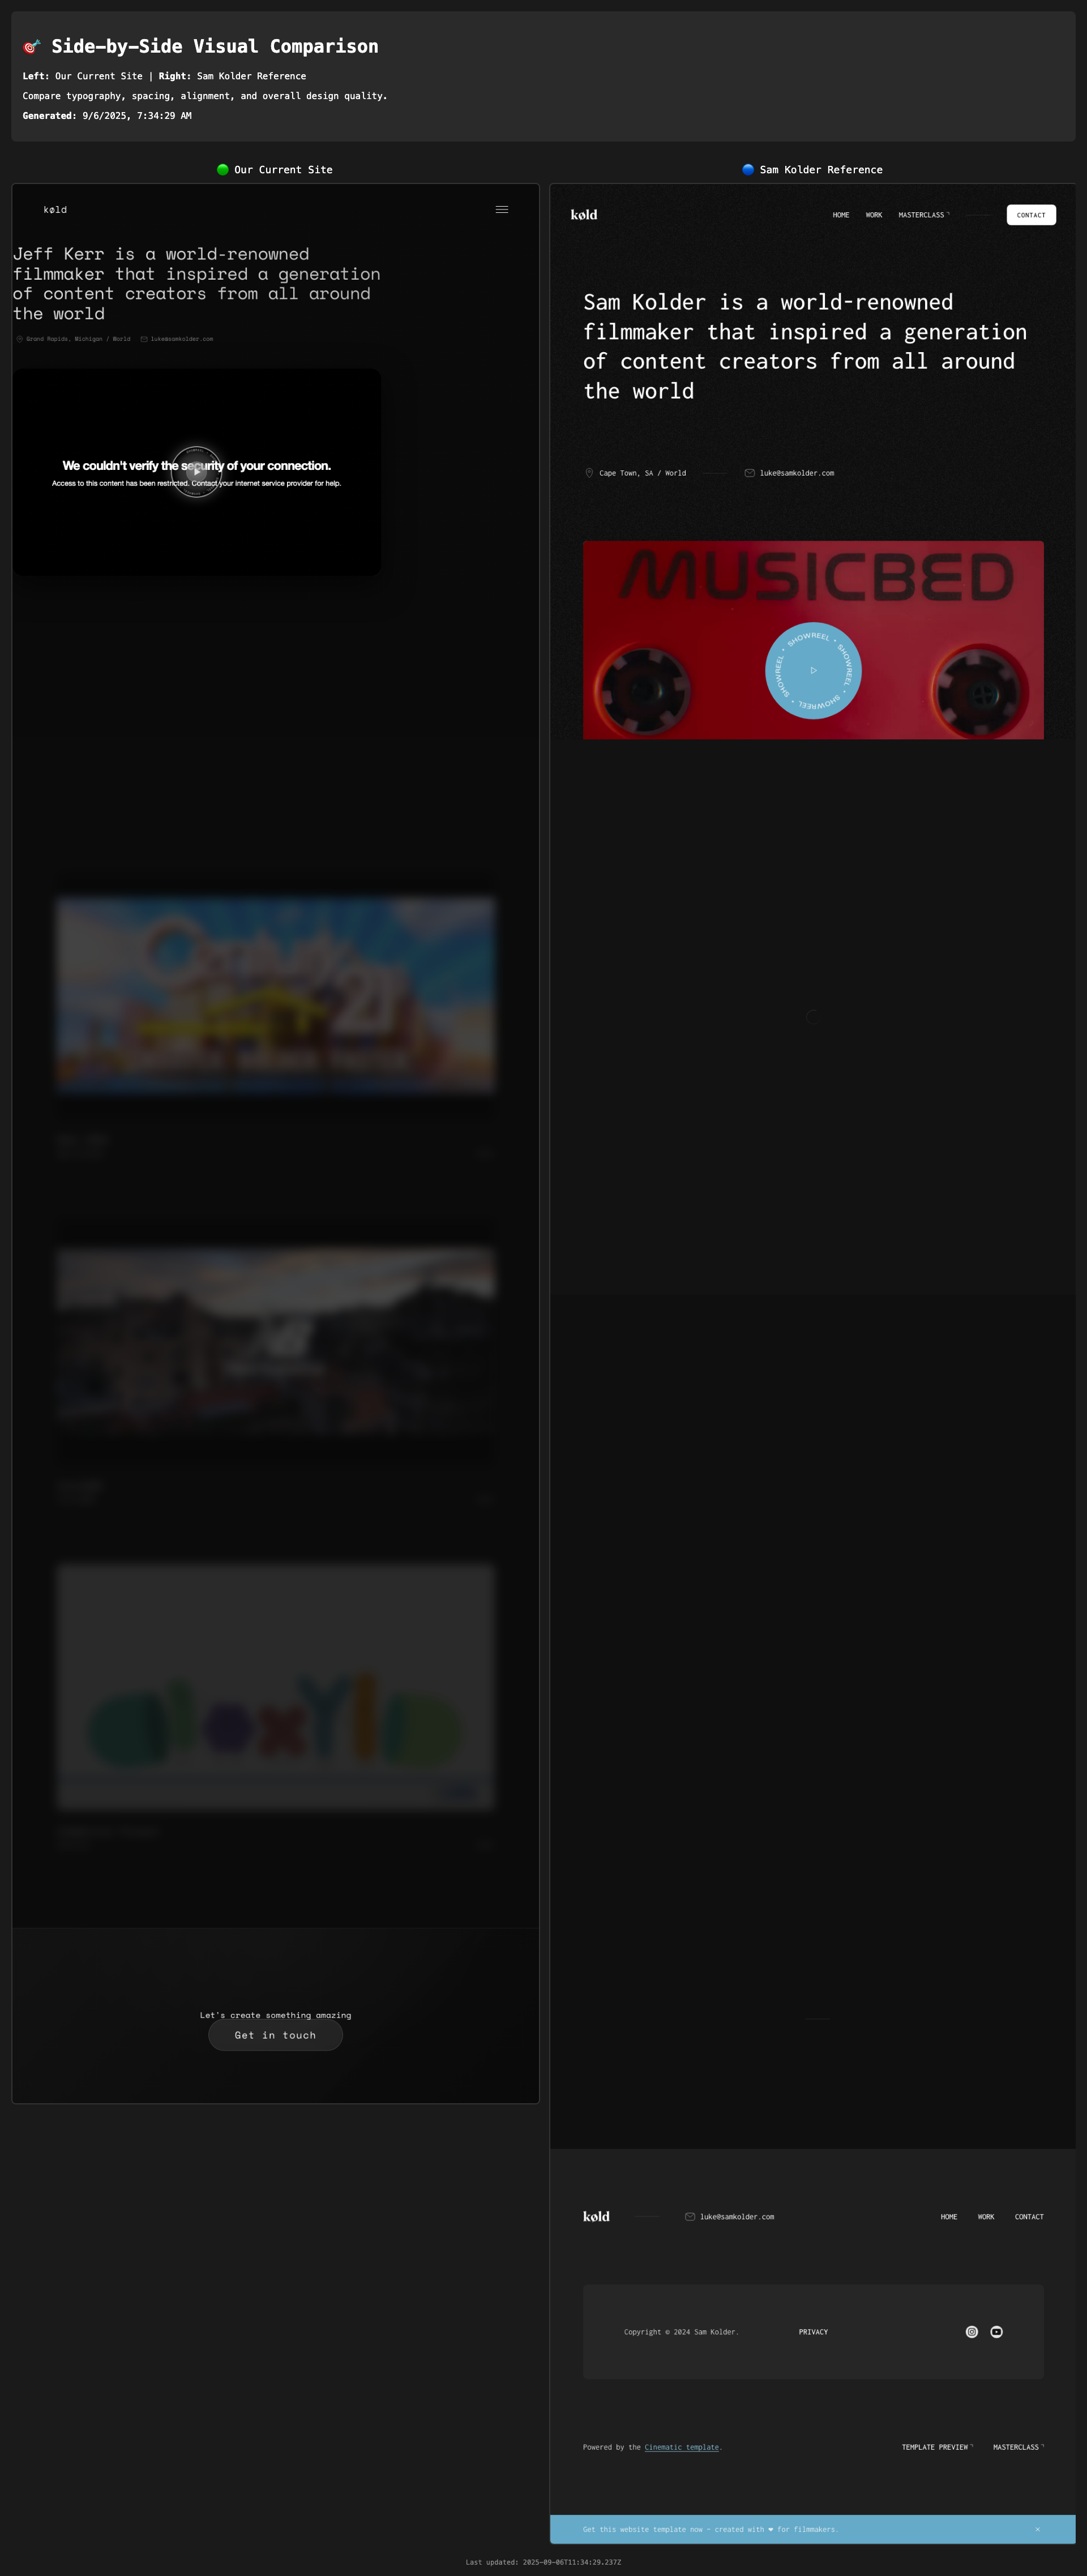 🎯 Side-by-Side Visual Comparison
Left: Our Current Site | Right: Sam Kolder Reference
Compare typography, spacing, alignment, and overall design quality.
Generated: 9/6/2025, 7:34:29 AM
🟢 Our Current Site
køld
Jeff Kerr is a world-renowned
filmmaker that inspired a generation
of content creators from all around
the world
Grand Rapids, Michigan / World
luke@samkolder.com
We couldn't verify the security of your connection.
Access to this content has been restricted. Contact your internet service provider for help.
Century
21
Let's create something amazing
Get in touch
🔵 Sam Kolder Reference
køld
HOME WORK MASTERCLASS
CONTACT
Sam Kolder is a world-renowned
filmmaker that inspired a generation
of content creators from all around
the world
Cape Town, SA / World
luke@samkolder.com
MUSICBED
SHOWREEL • SHOWREEL • SHOWREEL • SHOWREEL •
køld
luke@samkolder.com
HOME WORK CONTACT
Copyright © 2024 Sam Kolder.
PRIVACY
Powered by the Cinematic template.
TEMPLATE PREVIEW MASTERCLASS
Get this website template now - created with ❤ for filmmakers.
×
Last updated: 2025-09-06T11:34:29.237Z